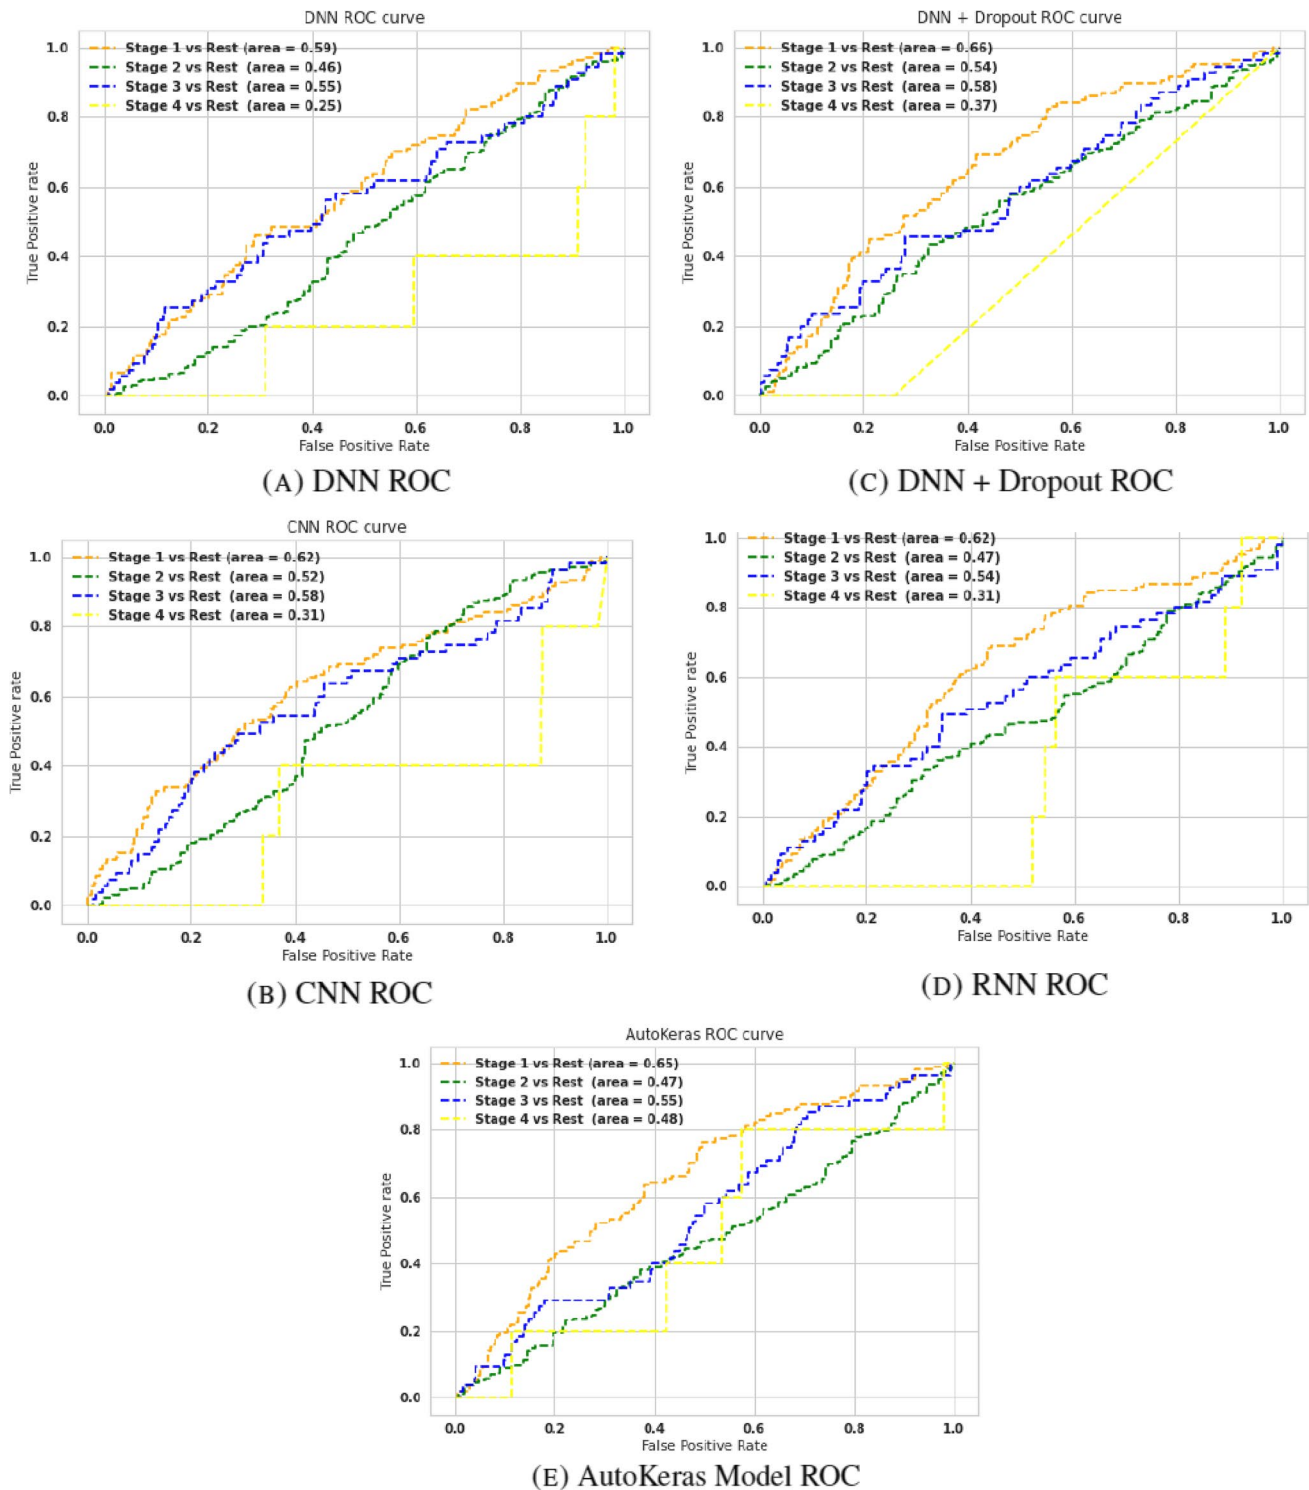 DNN ROC curve
Stage 1 vs Rest (area = 0.59)
Stage 2 vs Rest (area = 0.46)
Stage 3 vs Rest (area = 0.55)
Stage 4 vs Rest (area = 0.25)
1.0
0.8
0.6
0.4
0.2
0.0
True Positive rate
0.0 0.2 0.4 0.6 0.8 1.0
False Positive Rate
(A) DNN ROC
DNN + Dropout ROC curve
Stage 1 vs Rest (area = 0.66)
Stage 2 vs Rest (area = 0.54)
Stage 3 vs Rest (area = 0.58)
Stage 4 vs Rest (area = 0.37)
1.0
0.8
0.6
0.4
0.2
0.0
True Positive rate
0.0 0.2 0.4 0.6 0.8 1.0
False Positive Rate
(C) DNN + Dropout ROC
CNN ROC curve
Stage 1 vs Rest (area = 0.62)
Stage 2 vs Rest (area = 0.52)
Stage 3 vs Rest (area = 0.58)
Stage 4 vs Rest (area = 0.31)
1.0
0.8
0.6
0.4
0.2
0.0
True Positive rate
0.0 0.2 0.4 0.6 0.8 1.0
False Positive Rate
(B) CNN ROC
Stage 1 vs Rest (area = 0.62)
Stage 2 vs Rest (area = 0.47)
Stage 3 vs Rest (area = 0.54)
Stage 4 vs Rest (area = 0.31)
1.0
0.8
0.6
0.4
0.2
0.0
True Positive rate
0.0 0.2 0.4 0.6 0.8 1.0
False Positive Rate
(D) RNN ROC
AutoKeras ROC curve
Stage 1 vs Rest (area = 0.65)
Stage 2 vs Rest (area = 0.47)
Stage 3 vs Rest (area = 0.55)
Stage 4 vs Rest (area = 0.48)
1.0
0.8
0.6
0.4
0.2
0.0
True Positive rate
0.0 0.2 0.4 0.6 0.8 1.0
False Positive Rate
(E) AutoKeras Model ROC